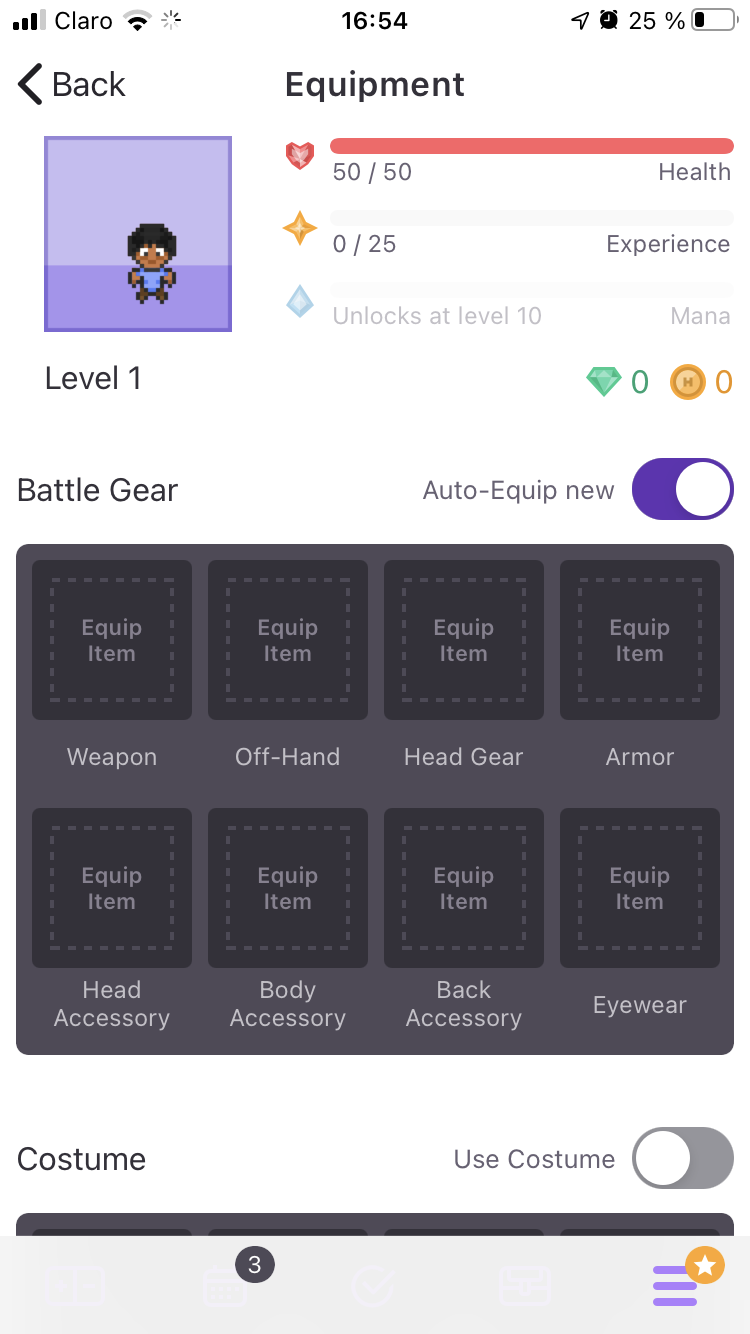 Claro 16:54 25 %
Back Equipment
50 / 50 Health
0 / 25 Experience
Unlocks at level 10 Mana
Level 1 0 H 0
Battle Gear Auto-Equip new
Equip Equip Equip Equip
Item Item Item Item
Weapon Off-Hand Head Gear Armor
Equip Equip Equip Equip
Item Item Item Item
Head Body Back Eyewear
Accessory Accessory Accessory
Costume Use Costume
3